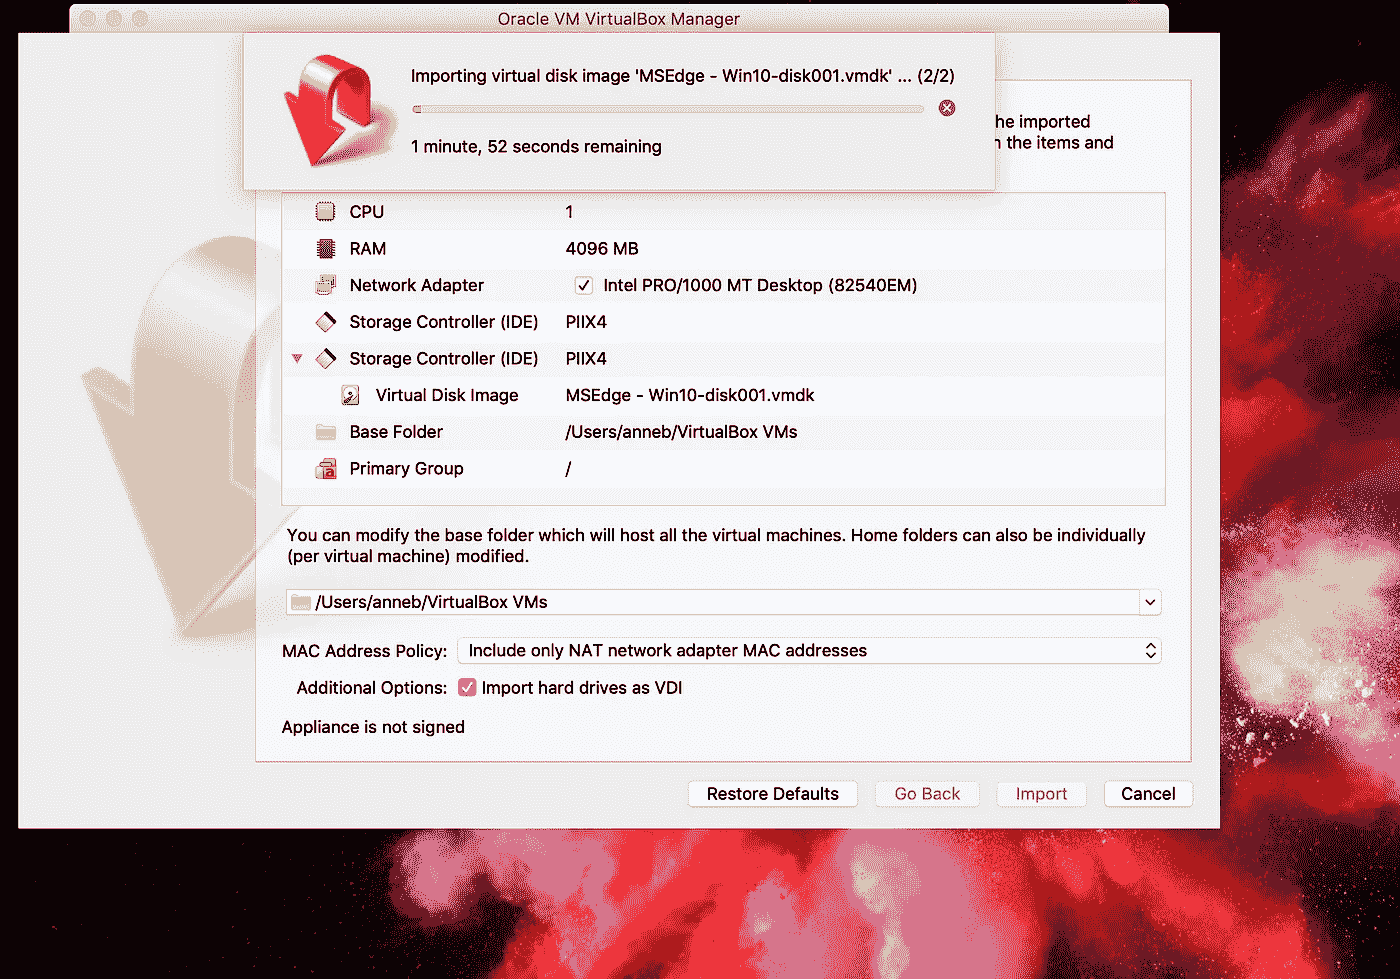 Oracle VM VirtualBox Manager
Importing virtual disk image 'MSEdge - Win10-disk001.vmdk' ... (2/2)
1 minute, 52 seconds remaining
he imported
the items and
CPU 1
RAM 4096 MB
Network Adapter Intel PRO/1000 MT Desktop (82540EM)
Storage Controller (IDE) PIIX4
Storage Controller (IDE) PIIX4
Virtual Disk Image MSEdge - Win10-disk001.vmdk
Base Folder /Users/anneb/VirtualBox VMs
Primary Group /
You can modify the base folder which will host all the virtual machines. Home folders can also be individually
(per virtual machine) modified.
/Users/anneb/VirtualBox VMs
MAC Address Policy: Include only NAT network adapter MAC addresses
Additional Options: Import hard drives as VDI
Appliance is not signed
Restore Defaults Go Back Import Cancel